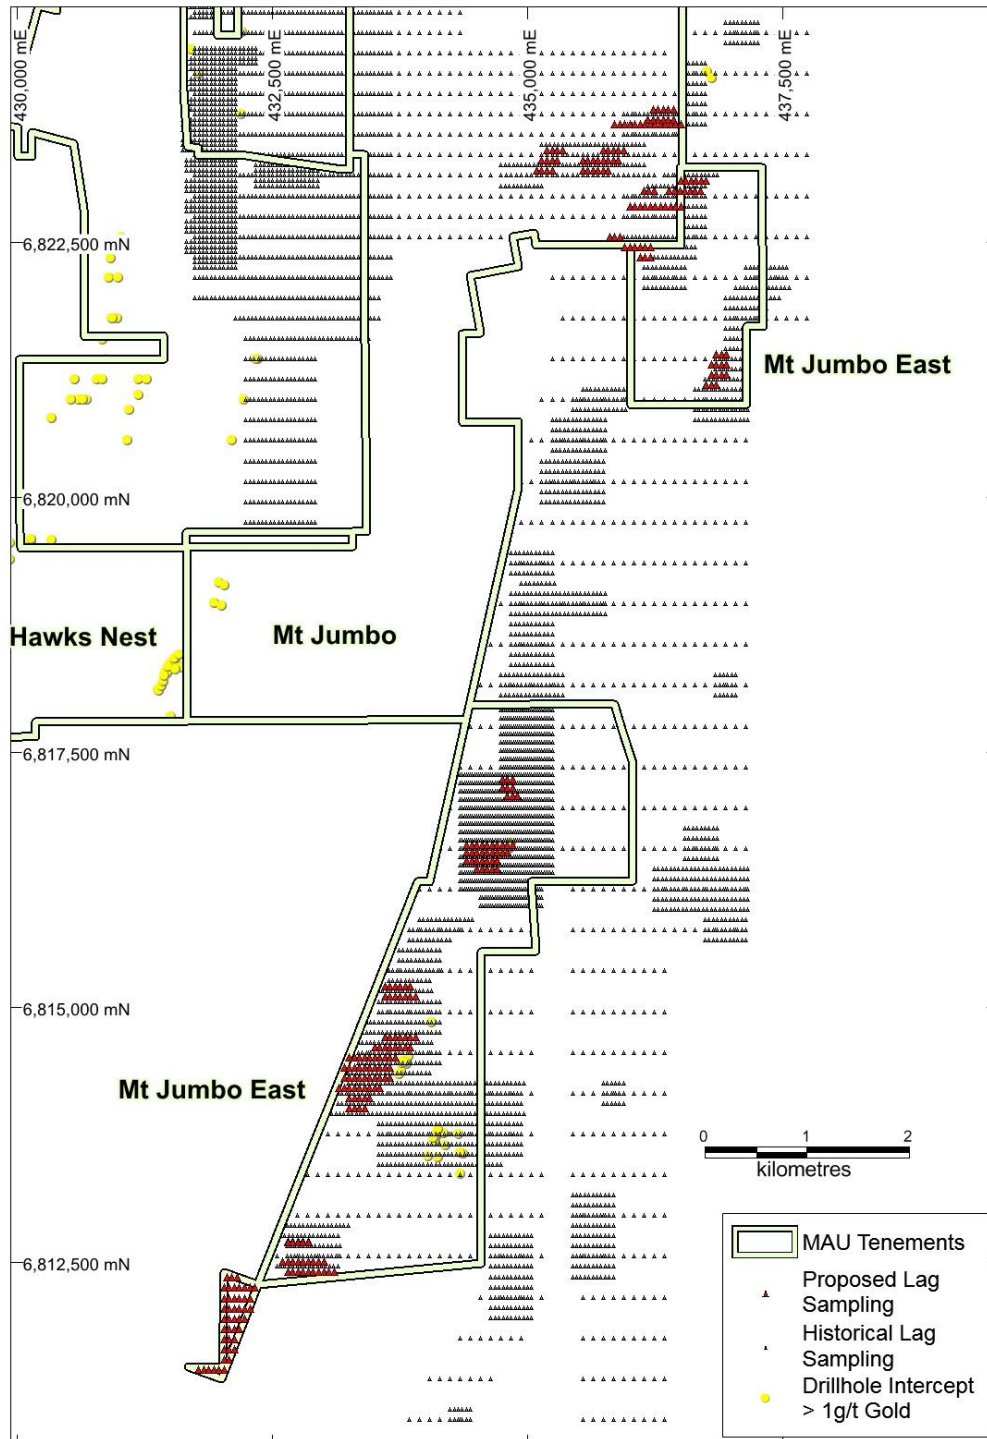 430,000 mE
432,500 mE
435,000 mE
437,500 mE
6,822,500 mN
Mt Jumbo East
6,820,000 mN
Hawks Nest
Mt Jumbo
6,817,500 mN
6,815,000 mN
Mt Jumbo East
0 1 2
kilometres
6,812,500 mN
MAU Tenements
Proposed Lag
Sampling
Historical Lag
Sampling
Drillhole Intercept
> 1g/t Gold